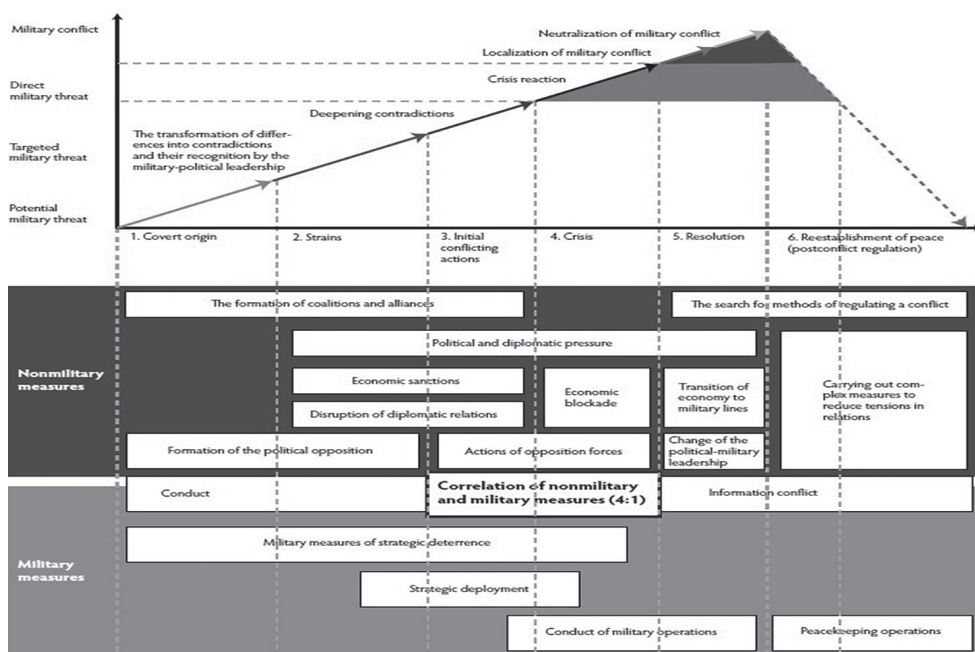 Military conflict
Direct
military threat
Targeted
military threat
Potential
military threat
Neutralization of military conflict
Localization of military conflict
Crisis reaction
Deepening contradictions
The transformation of differ-
ences into contradictions
and their recognition by the
military-political leadership
1. Covert origin
2. Strains
3. Initial
conflicting
actions
4. Crisis
5. Resolution
6. Reestablishment of peace
(postconflict regulation)
Nonmilitary
measures
The formation of coalitions and alliances
The search for methods of regulating a conflict
Political and diplomatic pressure
Economic sanctions
Disruption of diplomatic relations
Economic
blockade
Transition of
economy to
military lines
Carrying out com-
plex measures to
reduce tensions in
relations
Formation of the political opposition
Actions of opposition forces
Change of the
political-military
leadership
Conduct
Correlation of nonmilitary
and military measures (4:1)
Information conflict
Military
measures
Military measures of strategic deterrence
Strategic deployment
Conduct of military operations
Peacekeeping operations